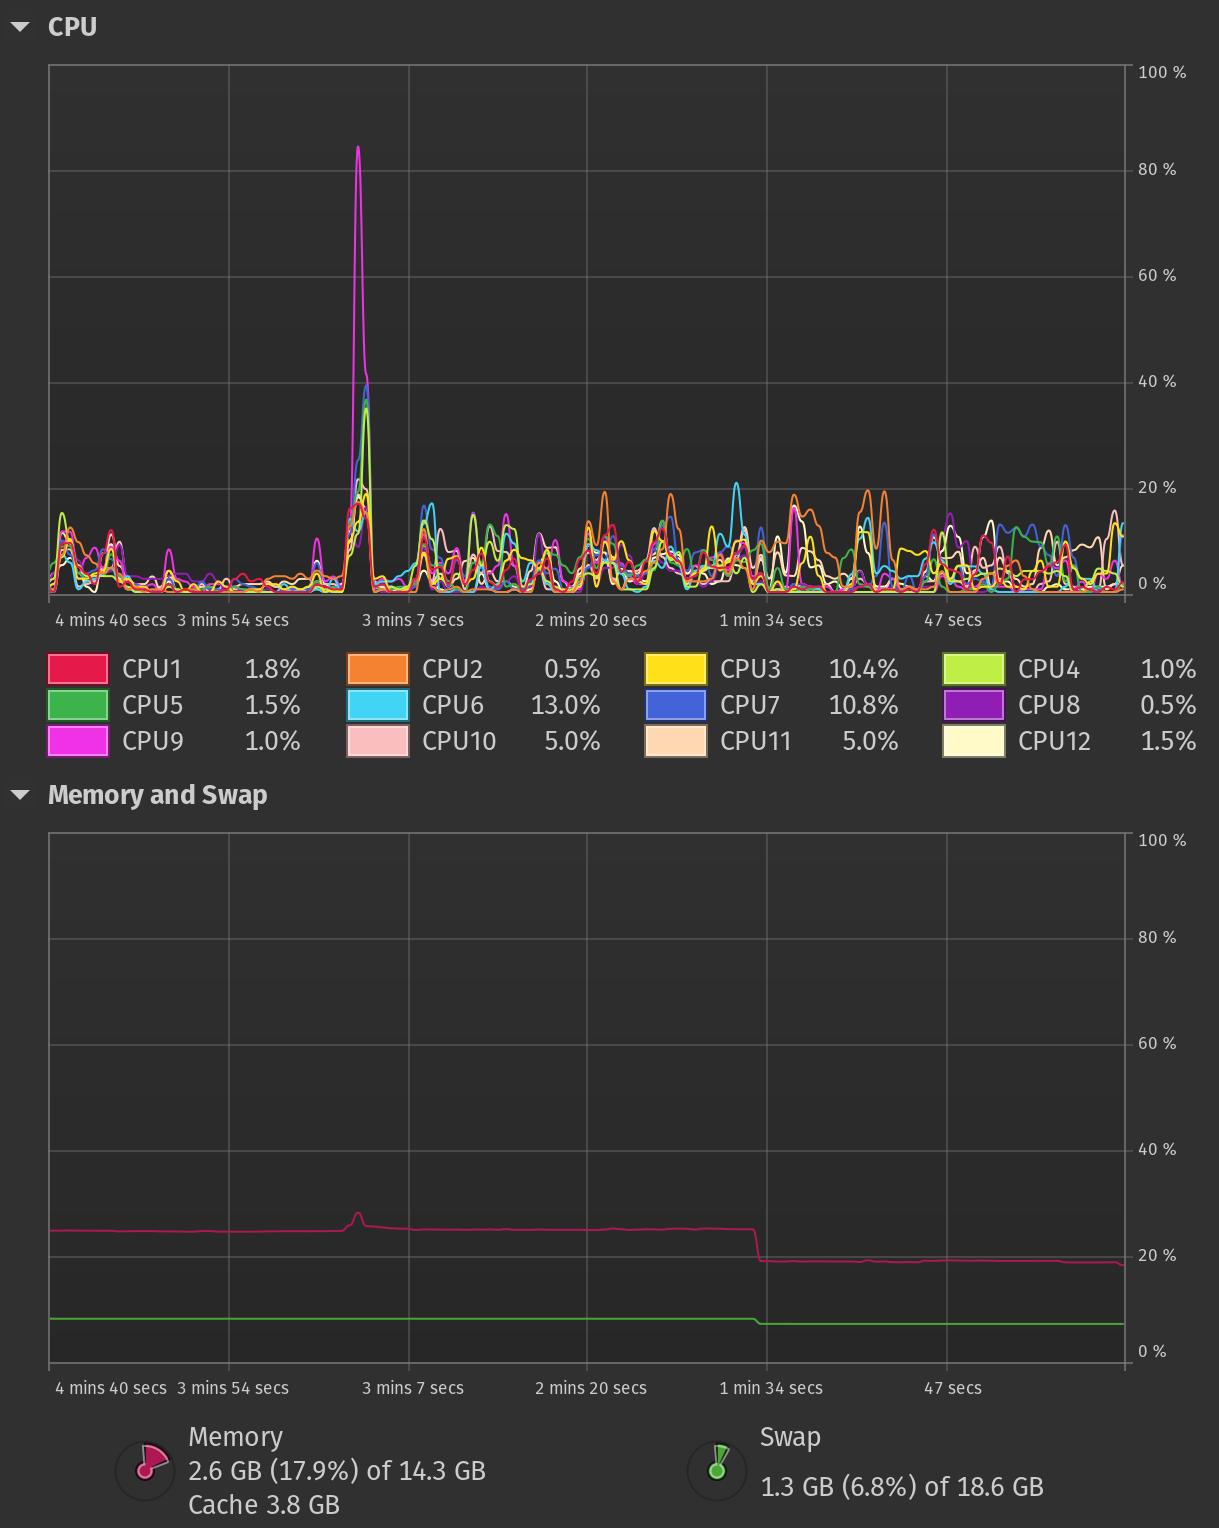 CPU
100 %
80 %
60 %
40 %
20 %
0 %
4 mins 40 secs 3 mins 54 secs 3 mins 7 secs 2 mins 20 secs 1 min 34 secs 47 secs
CPU1 1.8% CPU2 0.5% CPU3 10.4% CPU4 1.0%
CPU5 1.5% CPU6 13.0% CPU7 10.8% CPU8 0.5%
CPU9 1.0% CPU10 5.0% CPU11 5.0% CPU12 1.5%
Memory and Swap
100 %
80 %
60 %
40 %
20 %
0 %
4 mins 40 secs 3 mins 54 secs 3 mins 7 secs 2 mins 20 secs 1 min 34 secs 47 secs
Memory
2.6 GB (17.9%) of 14.3 GB
Cache 3.8 GB
Swap
1.3 GB (6.8%) of 18.6 GB